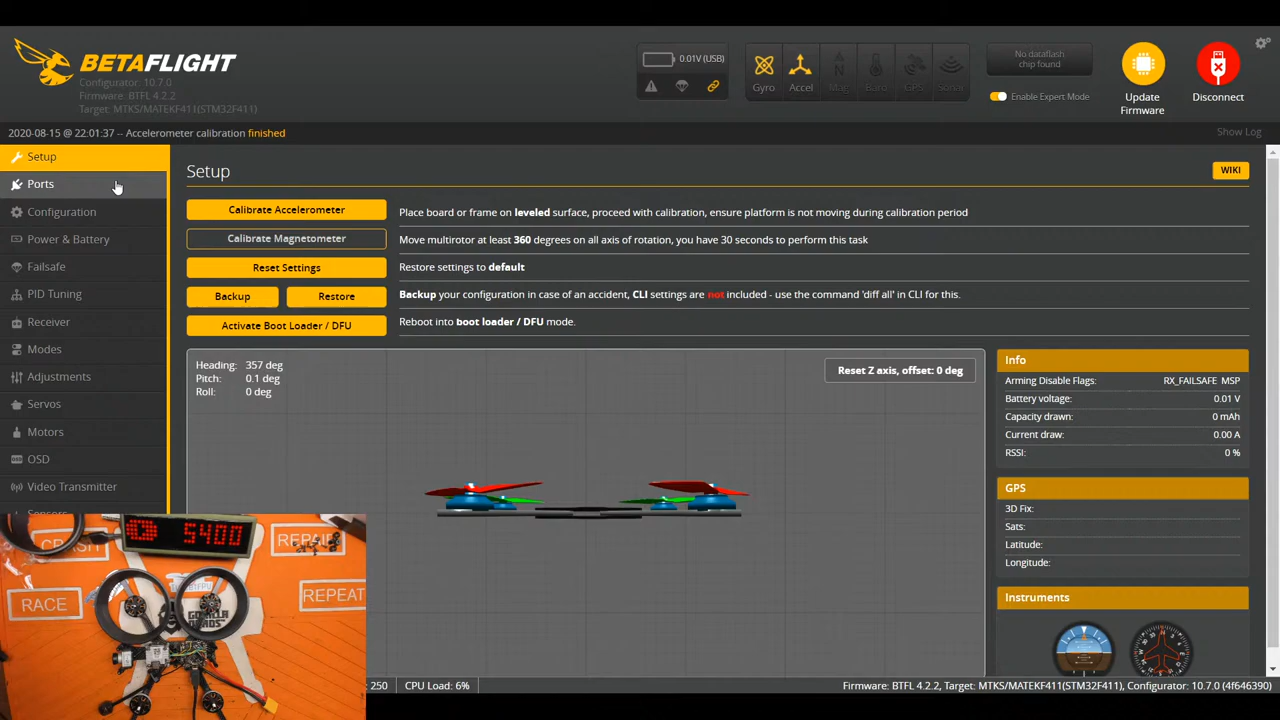 BETAFLIGHT
Configurator: 10.7.0
Firmware: BTFL 4.2.2
Target: MTKS/MATEKF411(STM32F411)
0.01V (USB)
Gyro
Accel
Mag
Baro
GPS
Sonar
No dataflash
chip found
Enable Expert Mode
Update
Firmware
Disconnect
2020-08-15 @ 22:01:37 -- Accelerometer calibration finished
Show Log
Setup
Ports
Configuration
Power & Battery
Failsafe
PID Tuning
Receiver
Modes
Adjustments
Servos
Motors
OSD
Video Transmitter
Sensors
Setup
WIKI
Calibrate Accelerometer
Place board or frame on leveled surface, proceed with calibration, ensure platform is not moving during calibration period
Calibrate Magnetometer
Move multirotor at least 360 degrees on all axis of rotation, you have 30 seconds to perform this task
Reset Settings
Restore settings to default
Backup
Restore
Backup your configuration in case of an accident, CLI settings are not included - use the command 'diff all' in CLI for this.
Activate Boot Loader / DFU
Reboot into boot loader / DFU mode.
Heading: 357 deg
Pitch: 0.1 deg
Roll: 0 deg
Reset Z axis, offset: 0 deg
Info
Arming Disable Flags: RX_FAILSAFE MSP
Battery voltage: 0.01 V
Capacity drawn: 0 mAh
Current draw: 0.00 A
RSSI: 0 %
GPS
3D Fix:
Sats:
Latitude:
Longitude:
Instruments
CRASH
5400
REPAIR
RACE
REPEAT
250
CPU Load: 6%
Firmware: BTFL 4.2.2, Target: MTKS/MATEKF411(STM32F411), Configurator: 10.7.0 (4f646390)